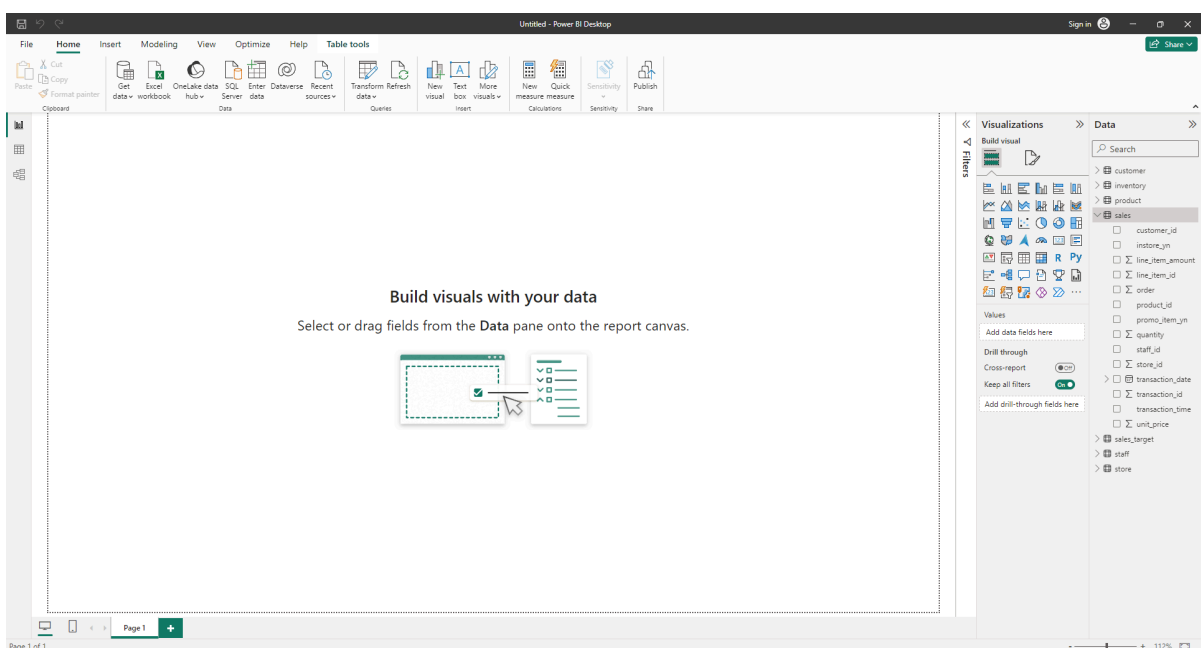 Untitled - Power BI Desktop
Sign in
File Home Insert Modeling View Optimize Help Table tools
Share
Paste
Cut
Copy
Format painter
Get data
Excel workbook
OneLake data hub
SQL Server
Enter data
Dataverse
Recent sources
Transform data
Refresh
New visual
Text box
More visuals
New measure
Quick measure
Sensitivity
Publish
Clipboard
Data
Queries
Insert
Calculations
Sensitivity
Share
Build visuals with your data
Select or drag fields from the Data pane onto the report canvas.
Filters
Visualizations
Build visual
R Py
Values
Add data fields here
Drill through
Cross-report
Off
Keep all filters
On
Add drill-through fields here
Data
Search
customer
inventory
product
sales
customer_id
instore_yn
line_item_amount
line_item_id
order
product_id
promo_item_yn
quantity
staff_id
store_id
transaction_date
transaction_id
transaction_time
unit_price
sales_target
staff
store
Page 1
Page 1 of 1
112%